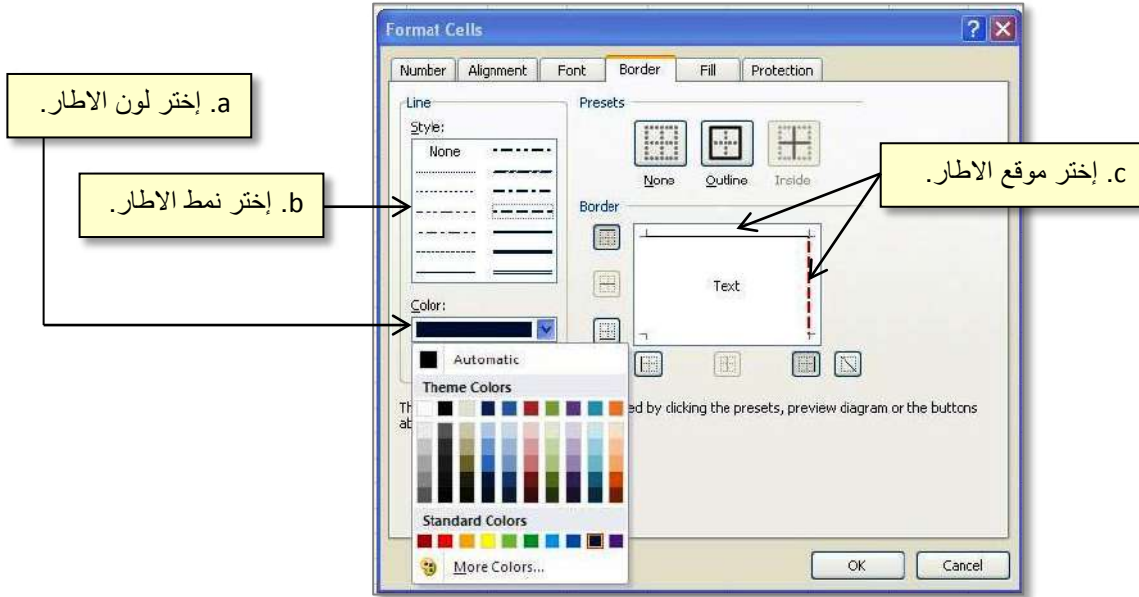 Format Cells
Number Alignment Font Border Fill Protection
a. إختر لون الاطار.
Line
Style:
None
b. إختر نمط الاطار.
Presets
None Outline Inside
c. إختر موقع الاطار.
Border
Text
Color:
Automatic
Theme Colors
Th
ed by clicking the presets, preview diagram or the buttons
ab
Standard Colors
More Colors...
OK Cancel